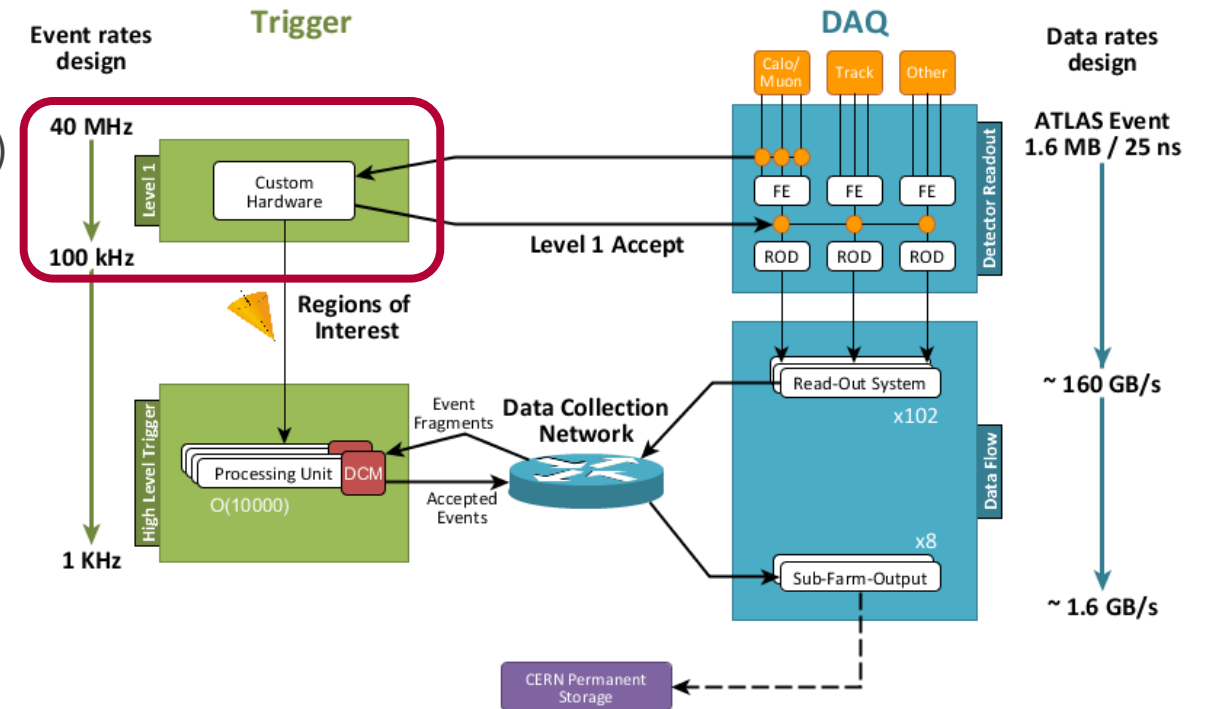 Trigger
DAQ
Event rates
design
Data rates
design
Calo/
Muon
Track
Other
)
40 MHz
ATLAS Event
1.6 MB / 25 ns
Level 1
Custom
Hardware
FE
FE
FE
Detector Readout
Level 1 Accept
ROD
ROD
ROD
100 kHz
Regions of
Interest
Read-Out System
x102
~ 160 GB/s
High Level Trigger
Event
Fragments
Data Collection
Network
Processing Unit
DCM
O(10000)
Accepted
Events
Data Flow
1 KHz
x8
Sub-Farm-Output
~ 1.6 GB/s
CERN Permanent
Storage